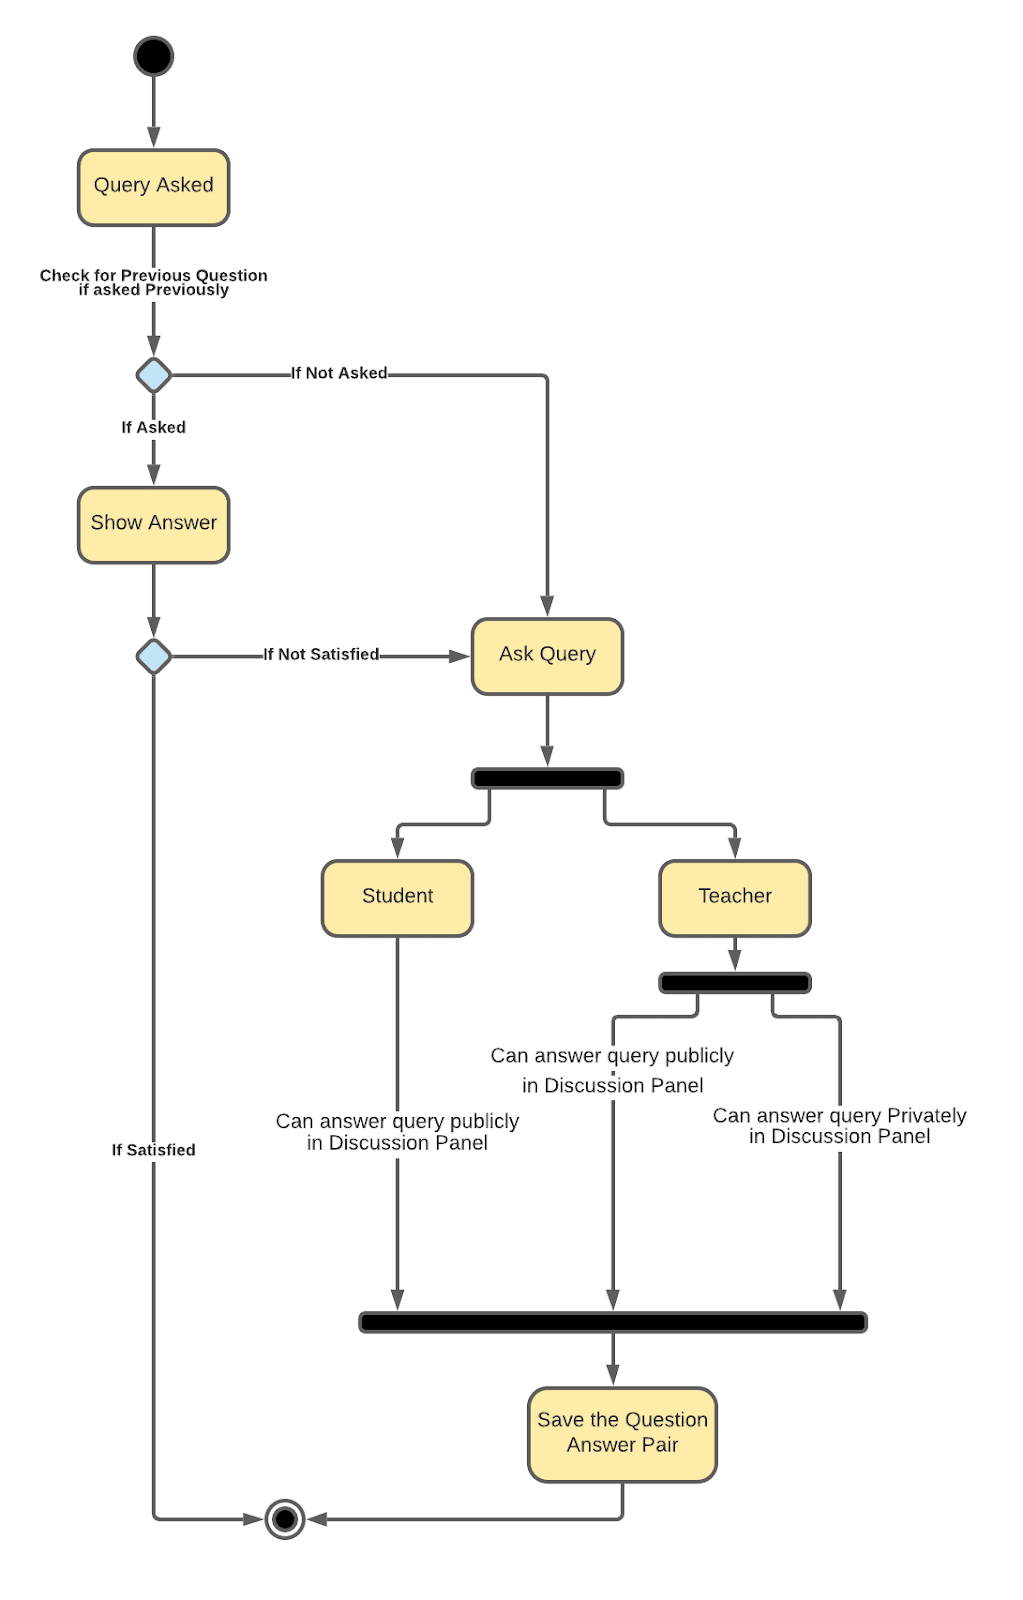 Query Asked
Check for Previous Question
if asked Previously
If Not Asked
If Asked
Show Answer
If Not Satisfied
Ask Query
Student
Teacher
Can answer query publicly
in Discussion Panel
Can answer query publicly
in Discussion Panel
Can answer query Privately
in Discussion Panel
If Satisfied
Save the Question
Answer Pair